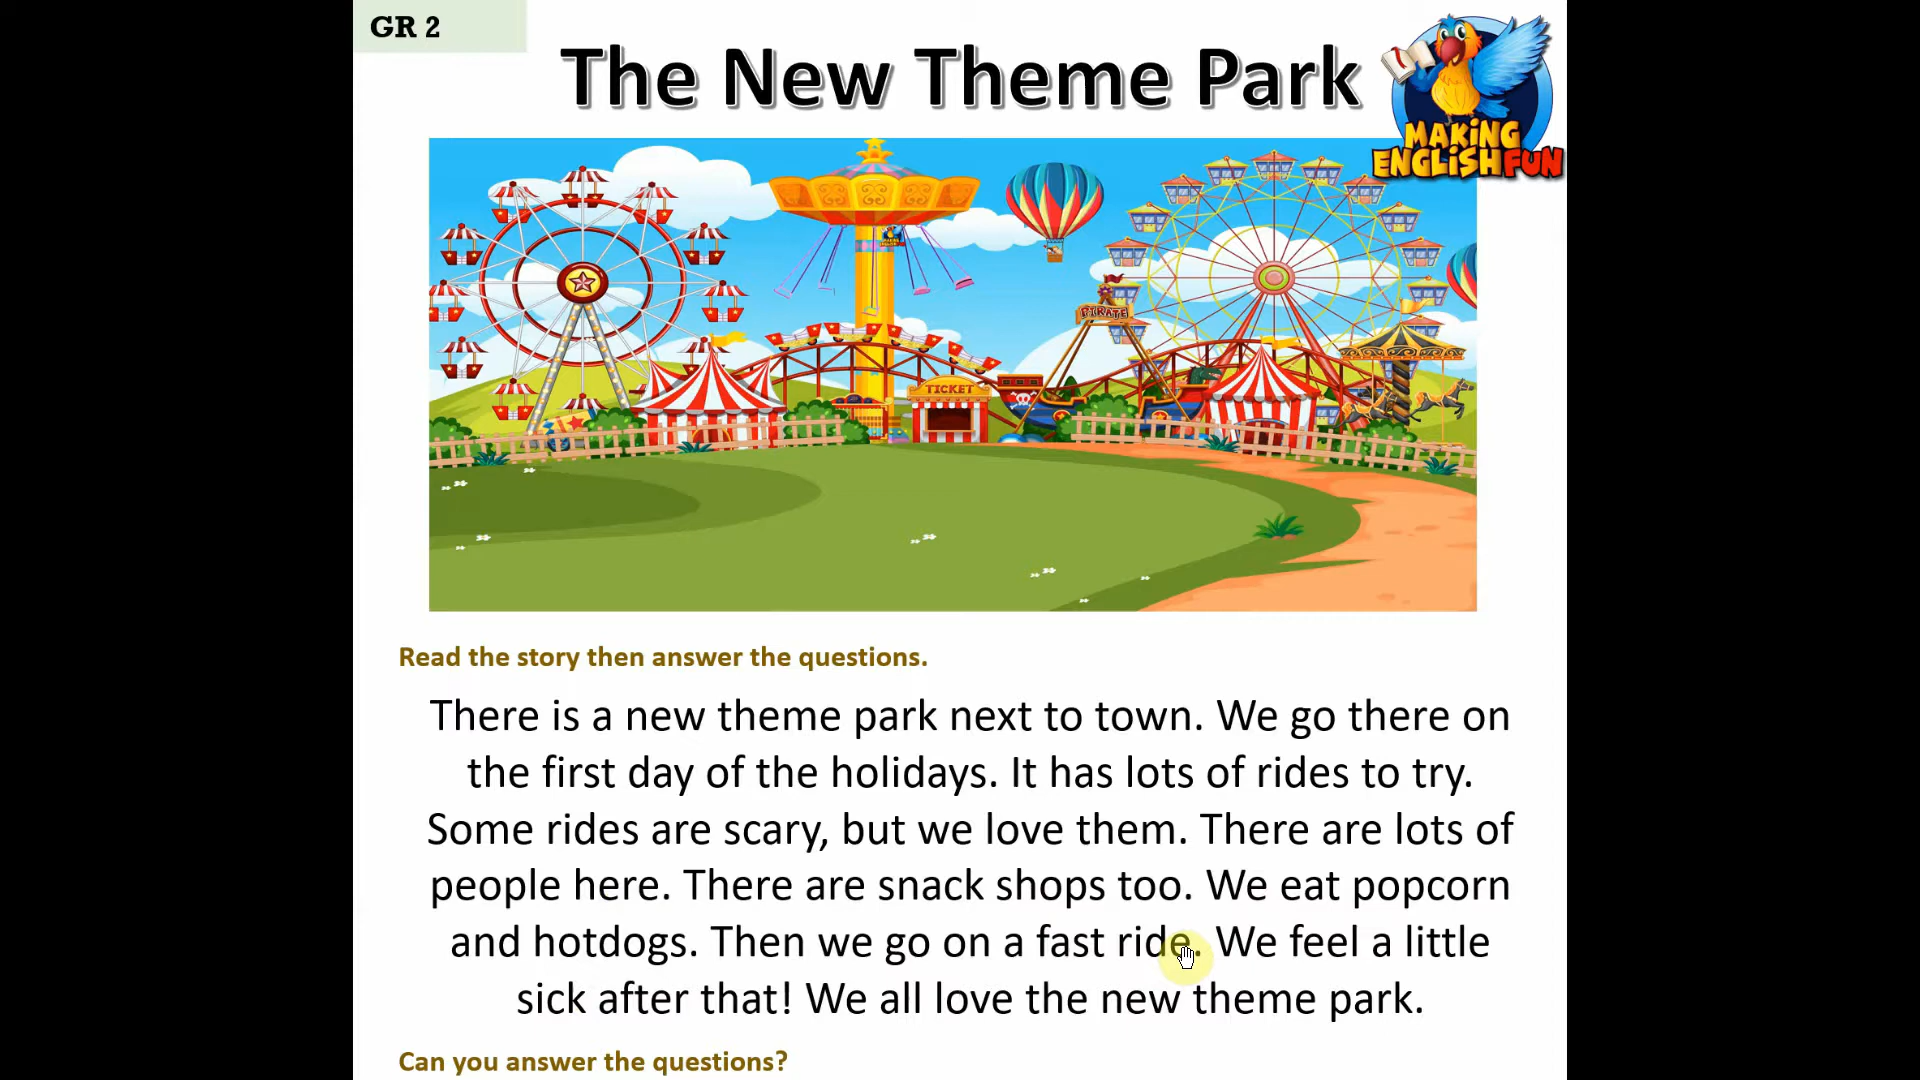 GR 2
The New Theme Park
MAKING
ENGLISH FUN
PIRATE
TICKET
Read the story then answer the questions.
There is a new theme park next to town. We go there on
the first day of the holidays. It has lots of rides to try.
Some rides are scary, but we love them. There are lots of
people here. There are snack shops too. We eat popcorn
and hotdogs. Then we go on a fast ride. We feel a little
sick after that! We all love the new theme park.
Can you answer the questions?